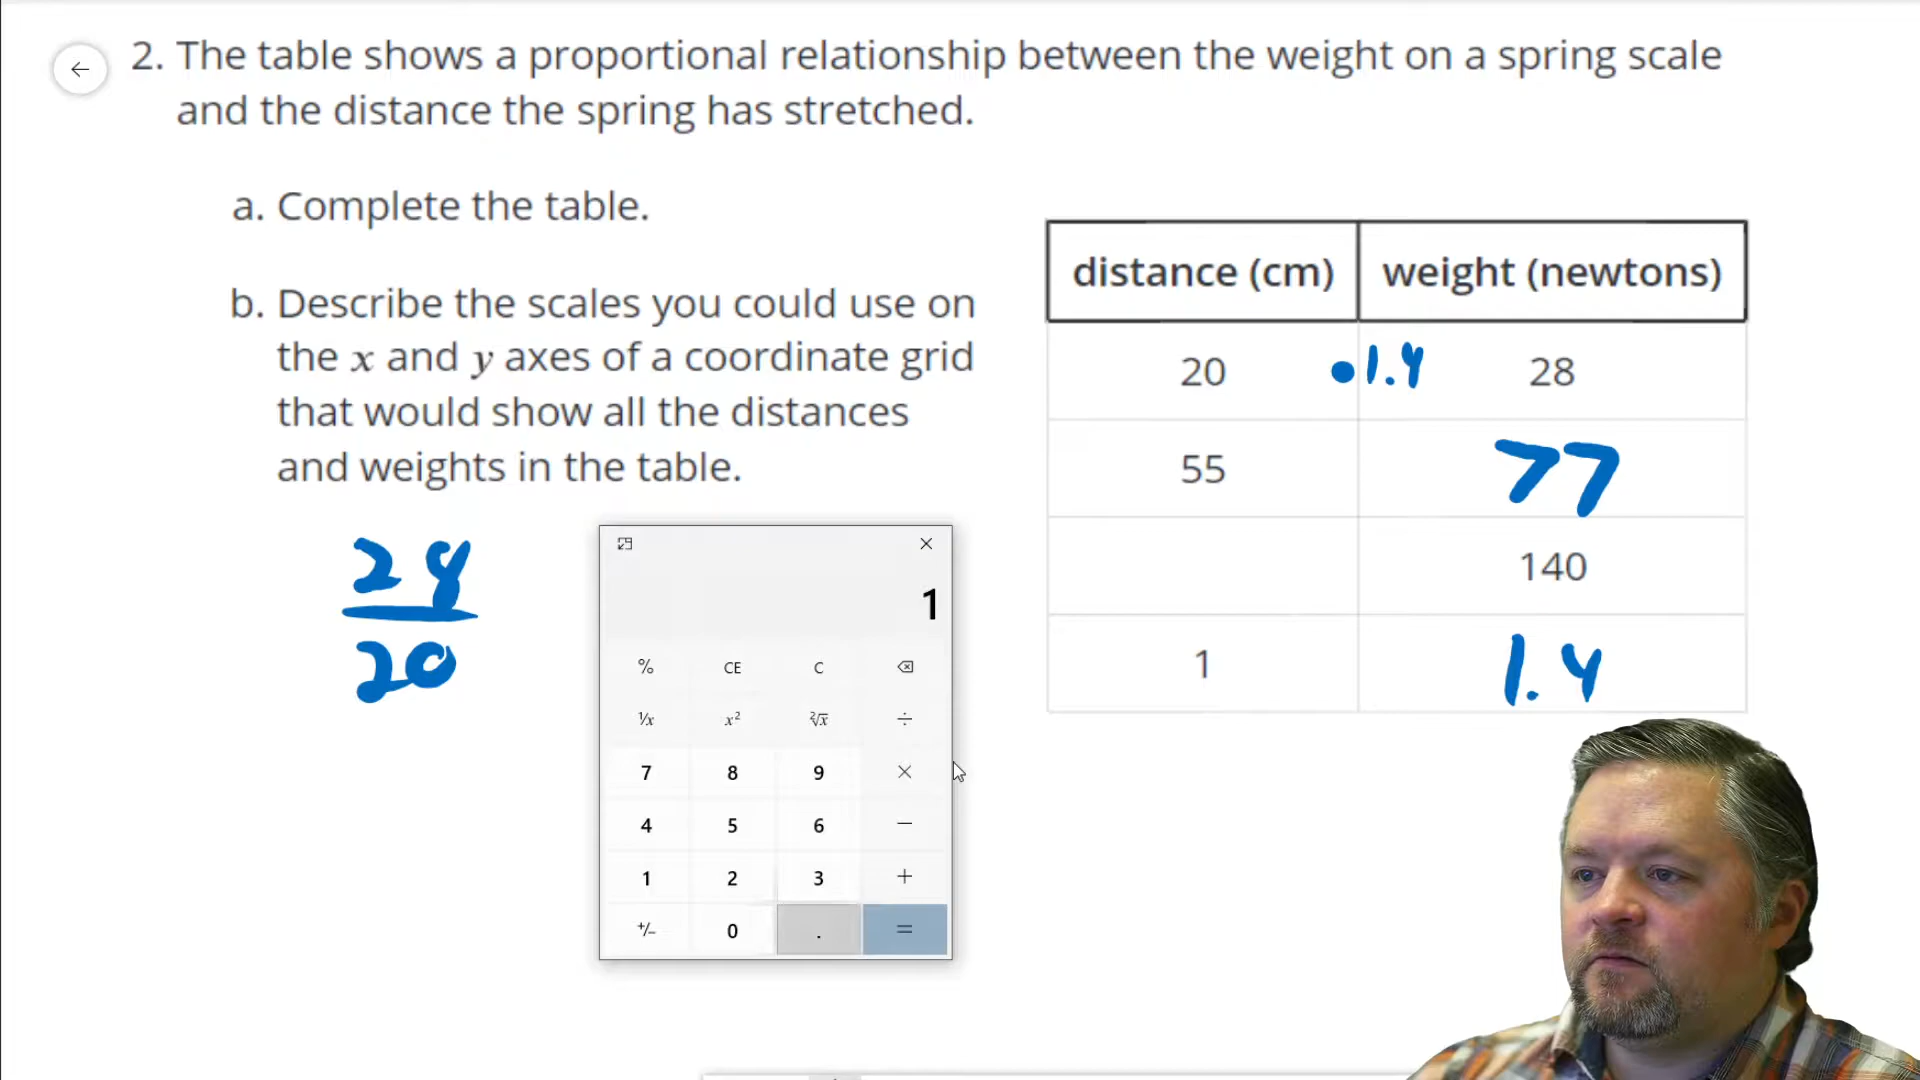 2. The table shows a proportional relationship between the weight on a spring scale
and the distance the spring has stretched.
a. Complete the table.
b. Describe the scales you could use on
the x and y axes of a coordinate grid
that would show all the distances
and weights in the table.
distance (cm) weight (newtons)
20 •1.4 28
55 77
140
1 1.4
28
20
1
% CE C
1/x x² ²√x ÷
7 8 9 ×
4 5 6 −
1 2 3 +
+/− 0 . =